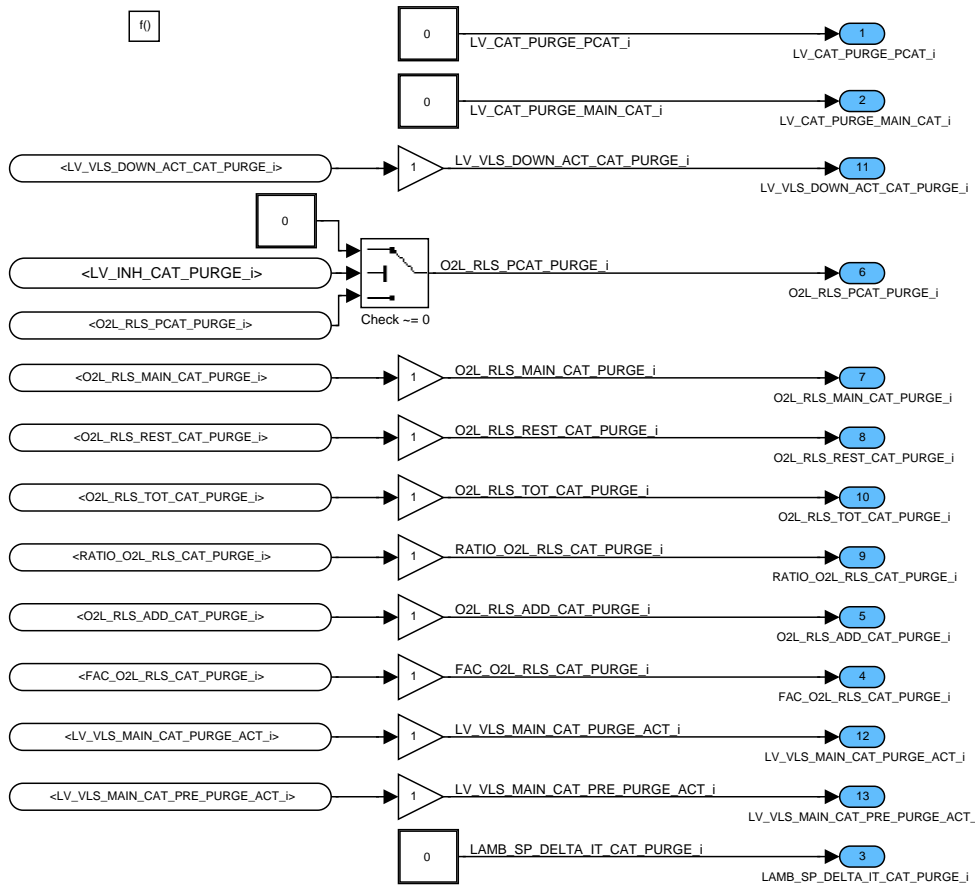 f()
0
LV_CAT_PURGE_PCAT_i
1
LV_CAT_PURGE_PCAT_i
0
LV_CAT_PURGE_MAIN_CAT_i
2
LV_CAT_PURGE_MAIN_CAT_i
<LV_VLS_DOWN_ACT_CAT_PURGE_i>
1
LV_VLS_DOWN_ACT_CAT_PURGE_i
11
LV_VLS_DOWN_ACT_CAT_PURGE_i
0
<LV_INH_CAT_PURGE_i>
O2L_RLS_PCAT_PURGE_i
6
O2L_RLS_PCAT_PURGE_i
<O2L_RLS_PCAT_PURGE_i>
Check ~= 0
<O2L_RLS_MAIN_CAT_PURGE_i>
1
O2L_RLS_MAIN_CAT_PURGE_i
7
O2L_RLS_MAIN_CAT_PURGE_i
<O2L_RLS_REST_CAT_PURGE_i>
1
O2L_RLS_REST_CAT_PURGE_i
8
O2L_RLS_REST_CAT_PURGE_i
<O2L_RLS_TOT_CAT_PURGE_i>
1
O2L_RLS_TOT_CAT_PURGE_i
10
O2L_RLS_TOT_CAT_PURGE_i
<RATIO_O2L_RLS_CAT_PURGE_i>
1
RATIO_O2L_RLS_CAT_PURGE_i
9
RATIO_O2L_RLS_CAT_PURGE_i
<O2L_RLS_ADD_CAT_PURGE_i>
1
O2L_RLS_ADD_CAT_PURGE_i
5
O2L_RLS_ADD_CAT_PURGE_i
<FAC_O2L_RLS_CAT_PURGE_i>
1
FAC_O2L_RLS_CAT_PURGE_i
4
FAC_O2L_RLS_CAT_PURGE_i
<LV_VLS_MAIN_CAT_PURGE_ACT_i>
1
LV_VLS_MAIN_CAT_PURGE_ACT_i
12
LV_VLS_MAIN_CAT_PURGE_ACT_i
<LV_VLS_MAIN_CAT_PRE_PURGE_ACT_i>
1
LV_VLS_MAIN_CAT_PRE_PURGE_ACT_i
13
LV_VLS_MAIN_CAT_PRE_PURGE_ACT_
0
LAMB_SP_DELTA_IT_CAT_PURGE_i
3
LAMB_SP_DELTA_IT_CAT_PURGE_i